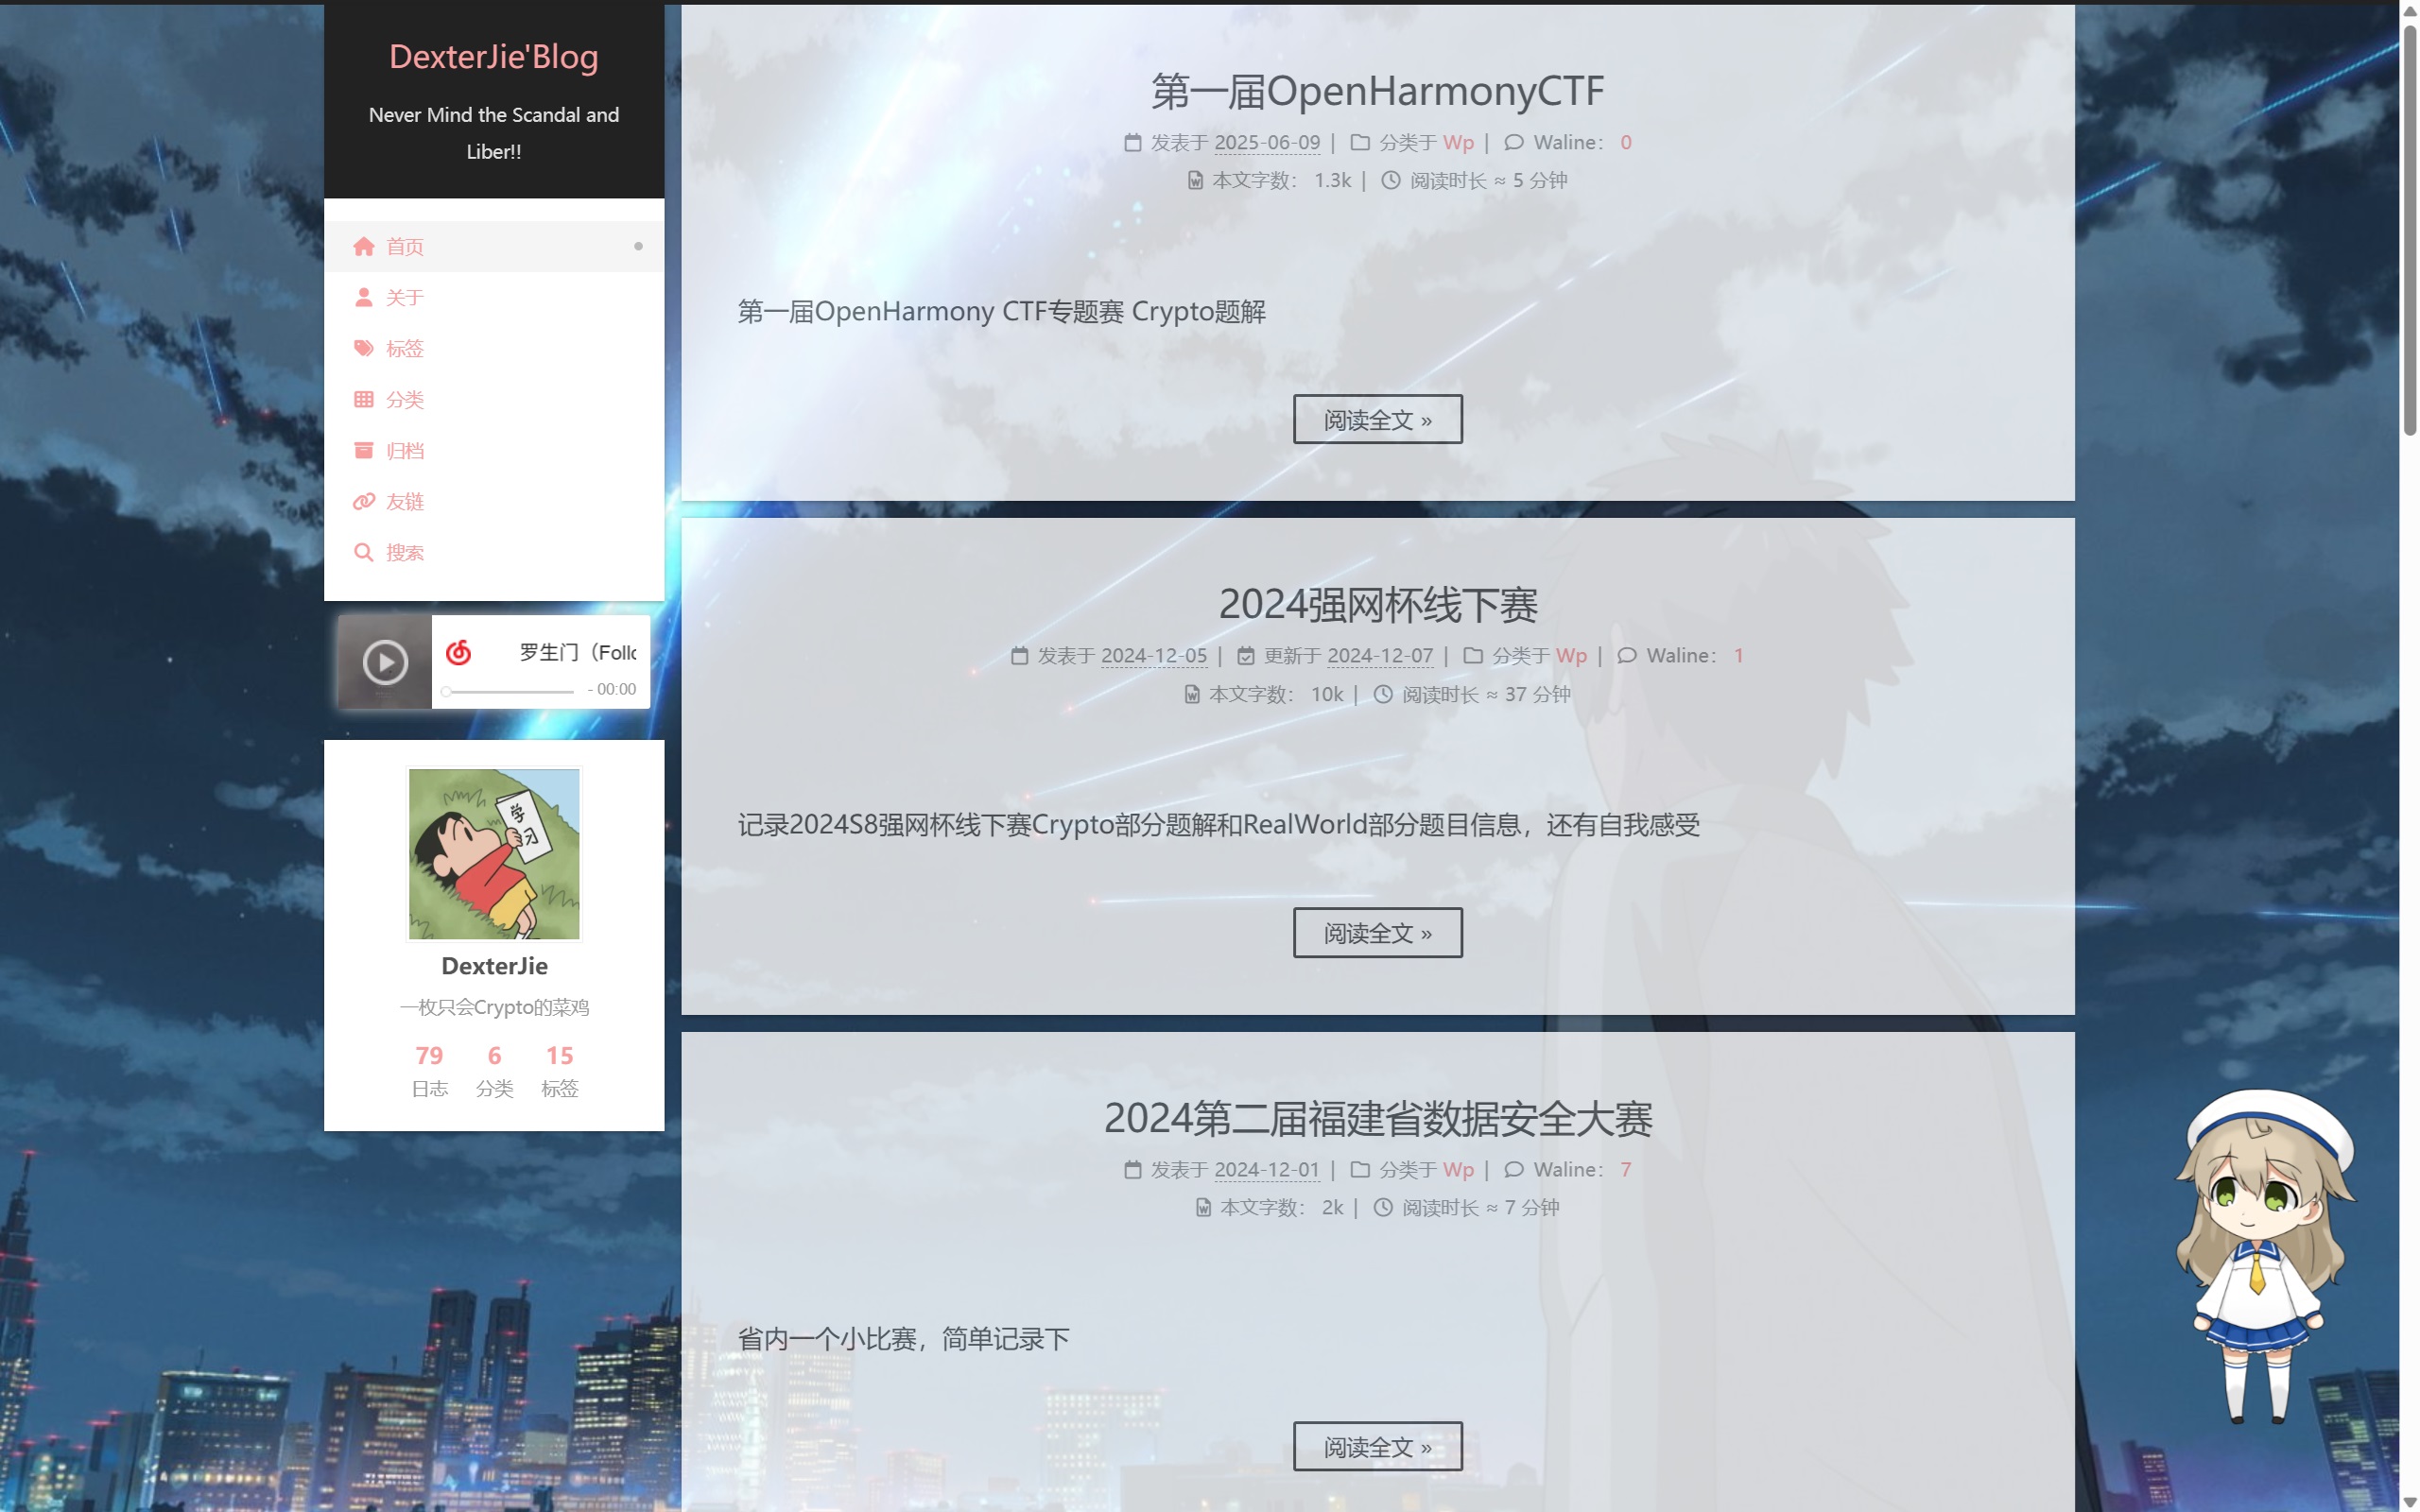 DexterJie'Blog
Never Mind the Scandal and
Liber!!
首页
关于
标签
分类
归档
友链
搜索
罗生门（Follo
- 00:00
学习
DexterJie
一枚只会Crypto的菜鸡
79 6 15
日志 分类 标签
第一届OpenHarmonyCTF
发表于 2025-06-09 | 分类于 Wp | Waline： 0
本文字数： 1.3k | 阅读时长 ≈ 5 分钟
第一届OpenHarmony CTF专题赛 Crypto题解
阅读全文 »
2024强网杯线下赛
发表于 2024-12-05 | 更新于 2024-12-07 | 分类于 Wp | Waline： 1
本文字数： 10k | 阅读时长 ≈ 37 分钟
记录2024S8强网杯线下赛Crypto部分题解和RealWorld部分题目信息，还有自我感受
阅读全文 »
2024第二届福建省数据安全大赛
发表于 2024-12-01 | 分类于 Wp | Waline： 7
本文字数： 2k | 阅读时长 ≈ 7 分钟
省内一个小比赛，简单记录下
阅读全文 »